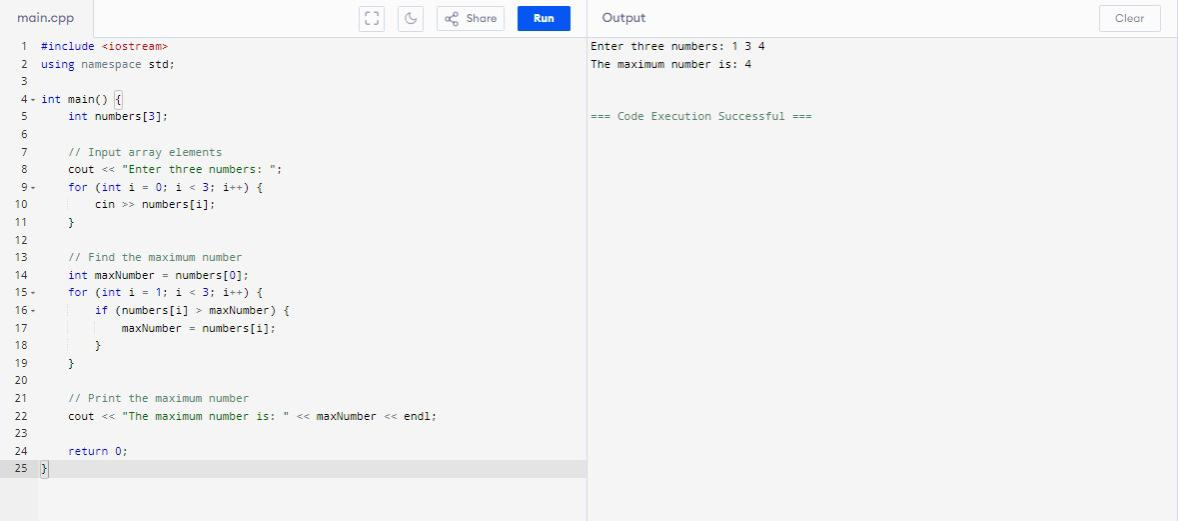 main.cpp
Share
Run
Output
Clear
1 #include <iostream>
2 using namespace std;
3
4 int main() {
5     int numbers[3];
6
7     // Input array elements
8     cout << "Enter three numbers: ";
9     for (int i = 0; i < 3; i++) {
10         cin >> numbers[i];
11     }
12
13     // Find the maximum number
14     int maxNumber = numbers[0];
15     for (int i = 1; i < 3; i++) {
16         if (numbers[i] > maxNumber) {
17             maxNumber = numbers[i];
18         }
19     }
20
21     // Print the maximum number
22     cout << "The maximum number is: " << maxNumber << endl;
23
24     return 0;
25 }
Enter three numbers: 1 3 4
The maximum number is: 4
=== Code Execution Successful ===